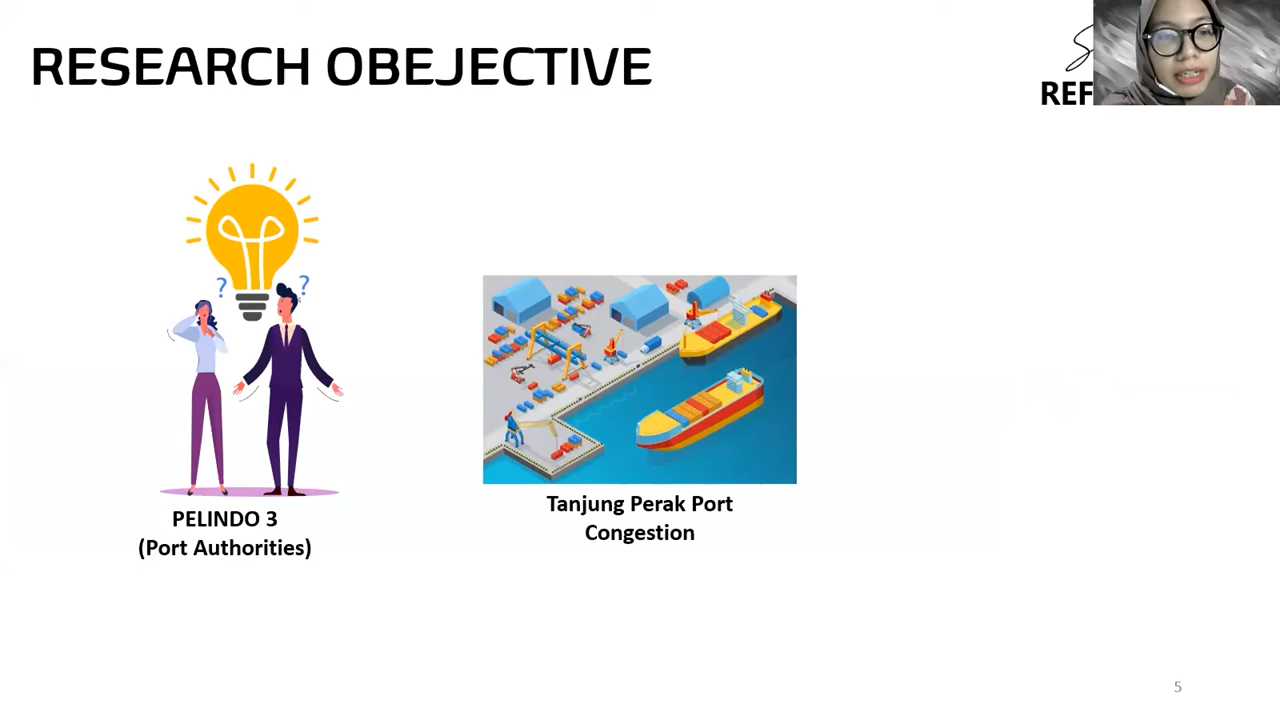 RESEARCH OBEJECTIVE
REF
? ?
PELINDO 3
(Port Authorities)
Tanjung Perak Port
Congestion
5